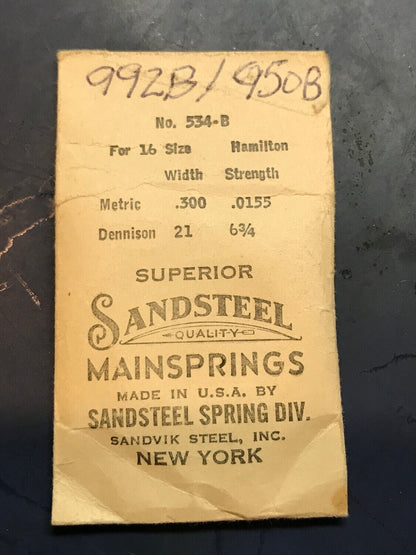 992B/950B
No. 534-B
For 16 Size Hamilton
Width Strength
Metric .300 .0155
Dennison 21 6¾
SUPERIOR
SANDSTEEL
QUALITY
MAINSPRINGS
MADE IN U.S.A. BY
SANDSTEEL SPRING DIV.
SANDVIK STEEL, INC.
NEW YORK